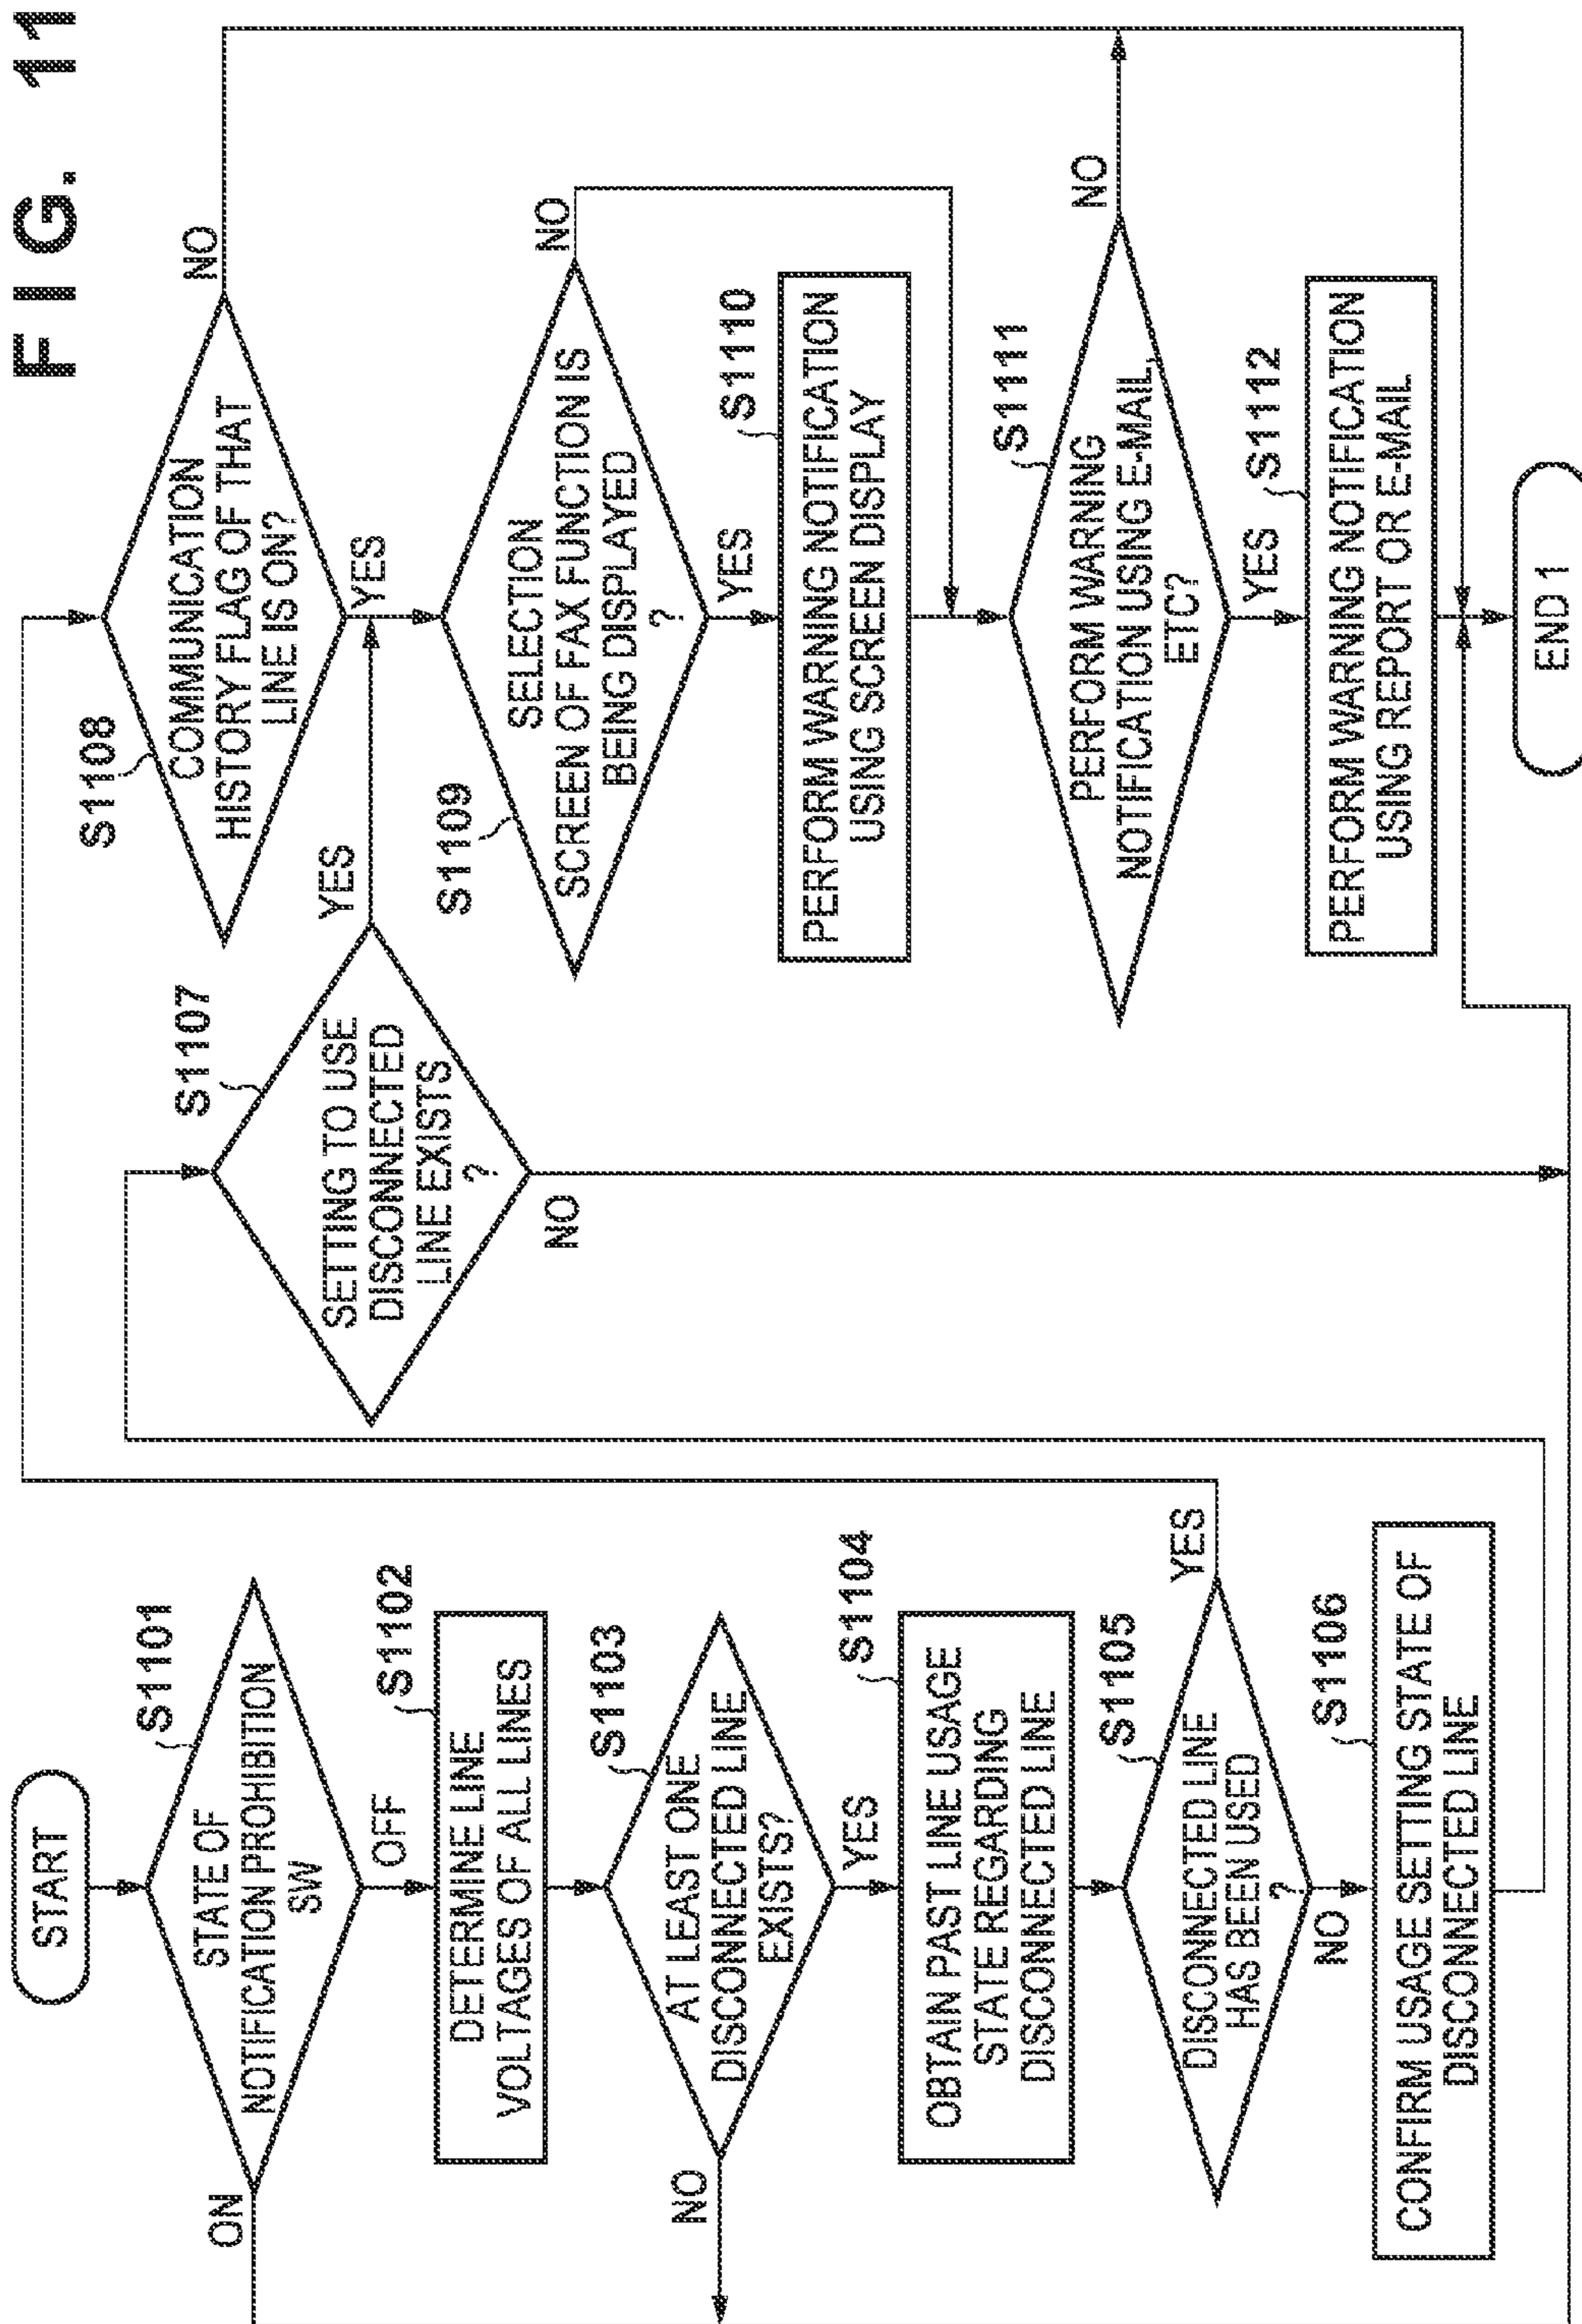 FIG. 11
START
S1101
STATE OF
NOTIFICATION PROHIBITION
SW
ON
OFF
S1102
DETERMINE LINE
VOLTAGES OF ALL LINES
S1103
AT LEAST ONE
DISCONNECTED LINE
EXISTS?
NO
YES
S1104
OBTAIN PAST LINE USAGE
STATE REGARDING
DISCONNECTED LINE
S1105
DISCONNECTED LINE
HAS BEEN USED
?
YES
NO
S1106
CONFIRM USAGE SETTING STATE OF
DISCONNECTED LINE
S1107
SETTING TO USE
DISCONNECTED
LINE EXISTS
?
YES
NO
S1108
COMMUNICATION
HISTORY FLAG OF THAT
LINE IS ON?
NO
YES
S1109
SELECTION
SCREEN OF FAX FUNCTION IS
BEING DISPLAYED
?
NO
YES
S1110
PERFORM WARNING NOTIFICATION
USING SCREEN DISPLAY
S1111
PERFORM WARNING
NOTIFICATION USING E-MAIL,
ETC?
NO
YES
S1112
PERFORM WARNING NOTIFICATION
USING REPORT OR E-MAIL
END 1